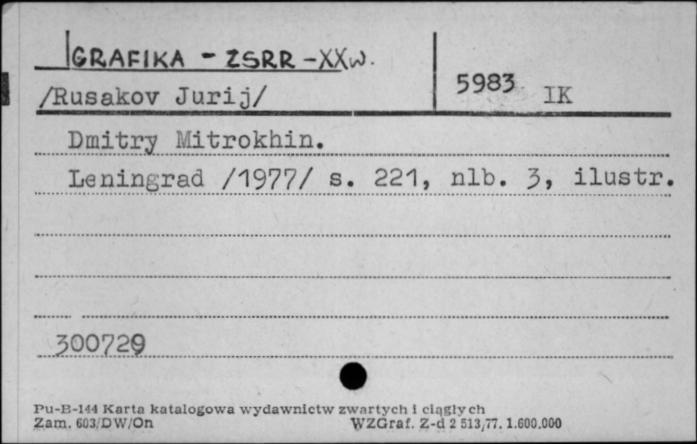 GRAFIKA - ZSRR - XX w.
/Rusakov Jurij/
5983 IK
Dmitry Mitrokhin.
Leningrad /1977/ s. 221, nlb. 3, ilustr.
300729
Pu-B-144 Karta katalogowa wydawnictw zwartych i ciągłych
Zam. 603/DW/On WZGraf. Z-d 2 513,77. 1.600.000